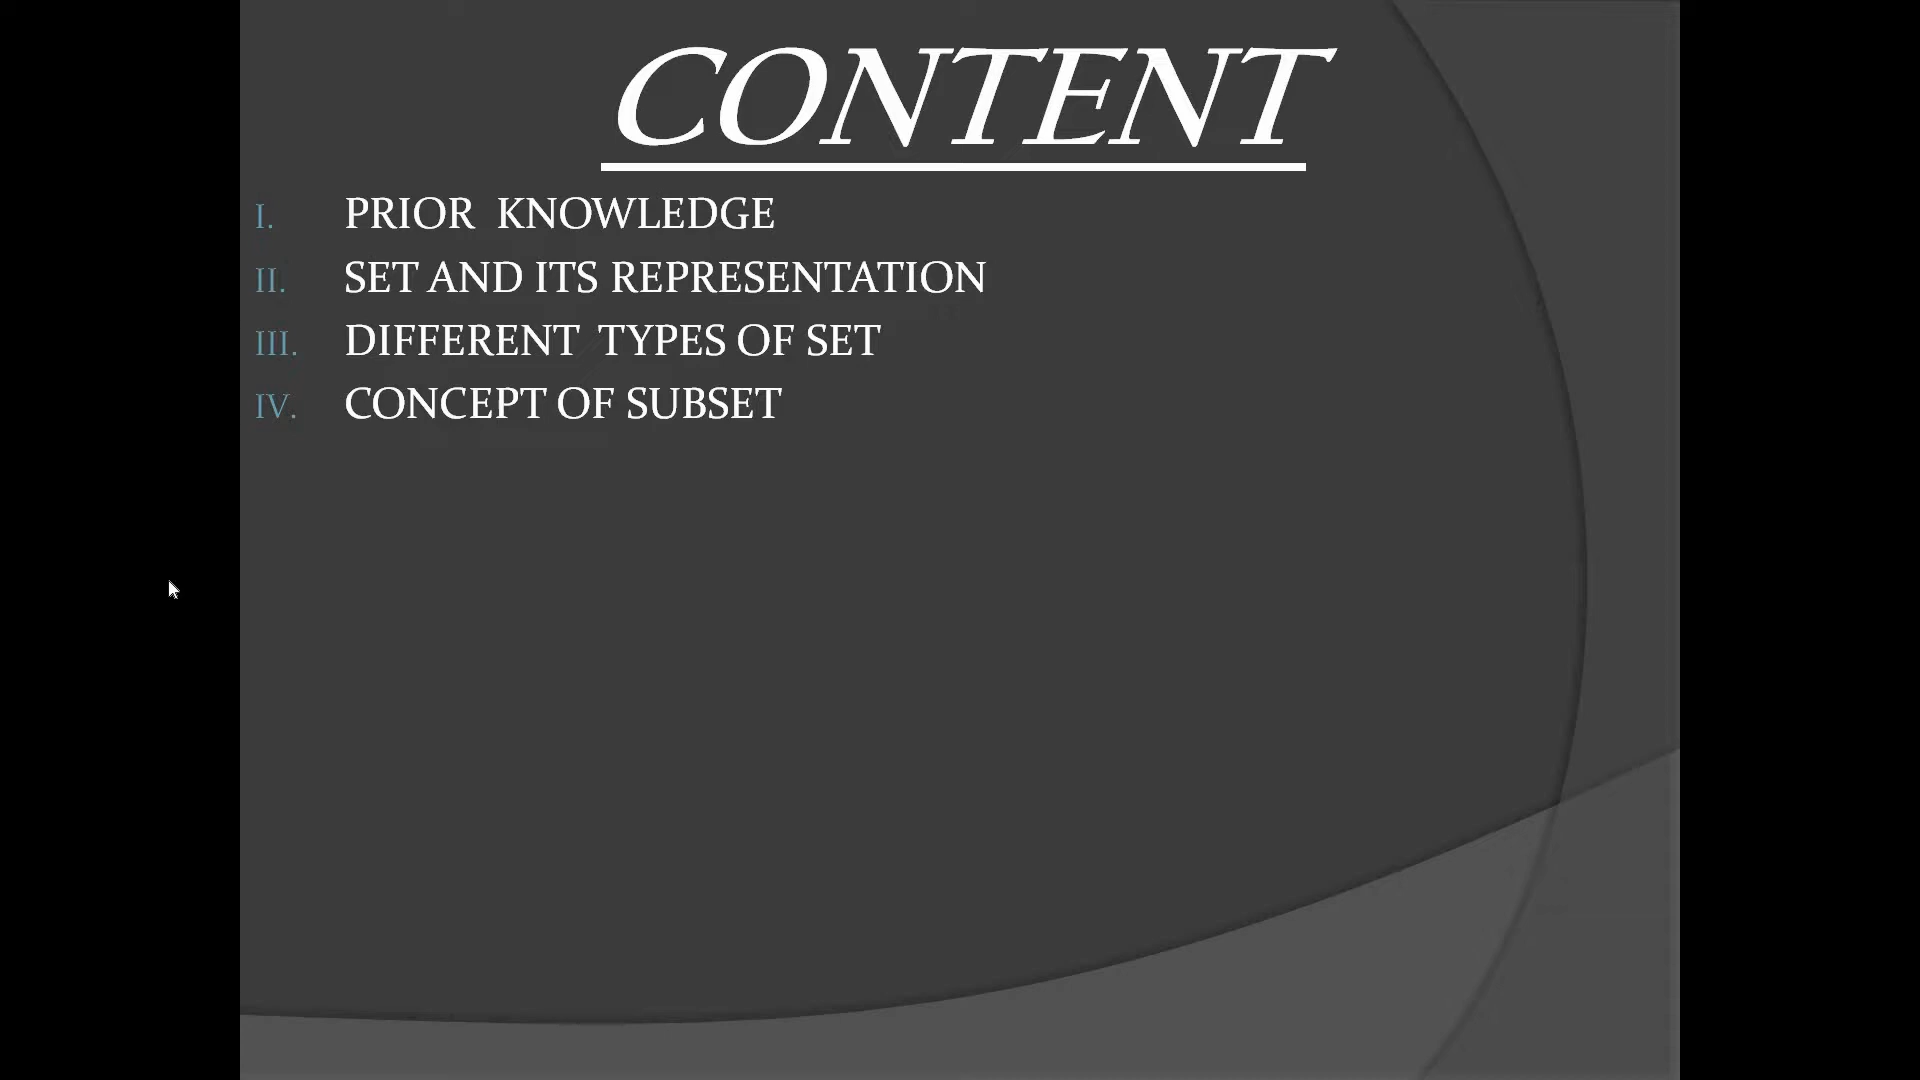 CONTENT
I. PRIOR KNOWLEDGE
II. SET AND ITS REPRESENTATION
III. DIFFERENT TYPES OF SET
IV. CONCEPT OF SUBSET